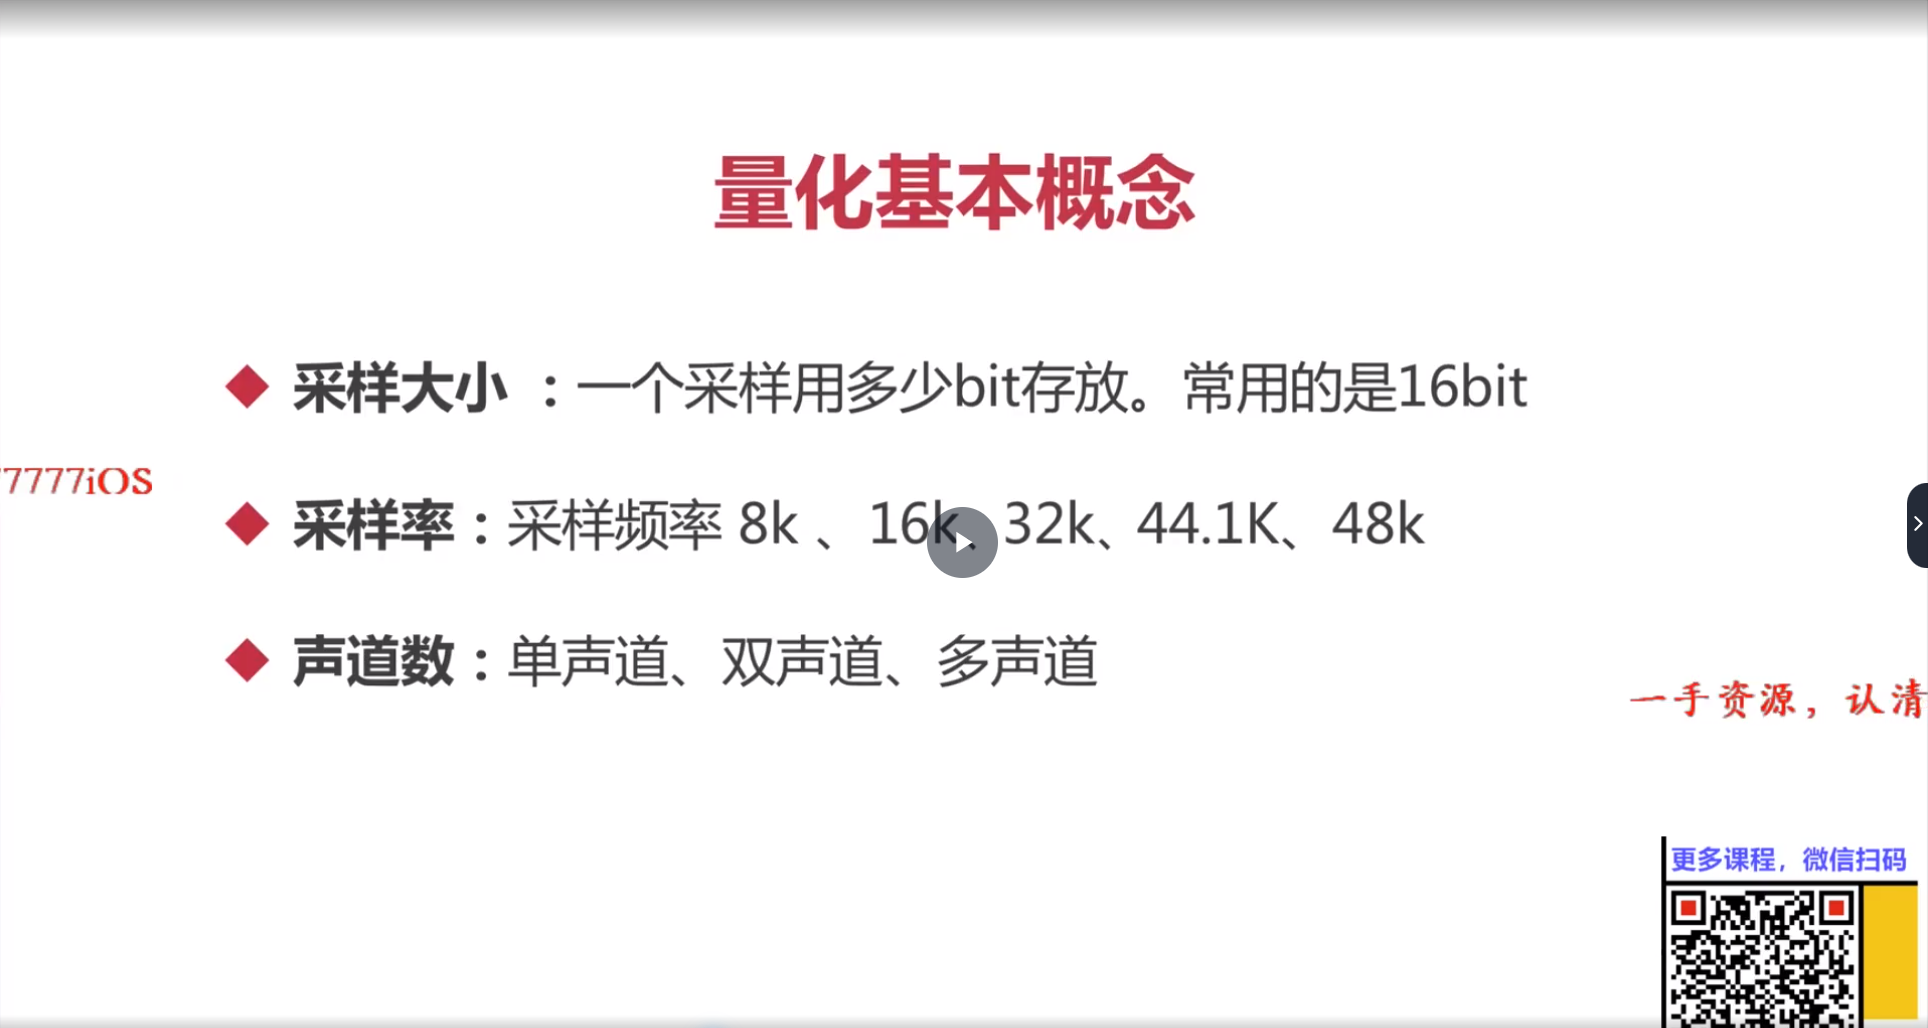 量化基本概念
采样大小 ：一个采样用多少bit存放。常用的是16bit
7777iOS
采样率：采样频率 8k 、16k、32k、44.1K、48k
声道数：单声道、双声道、多声道
一手资源，认清
更多课程，微信扫码